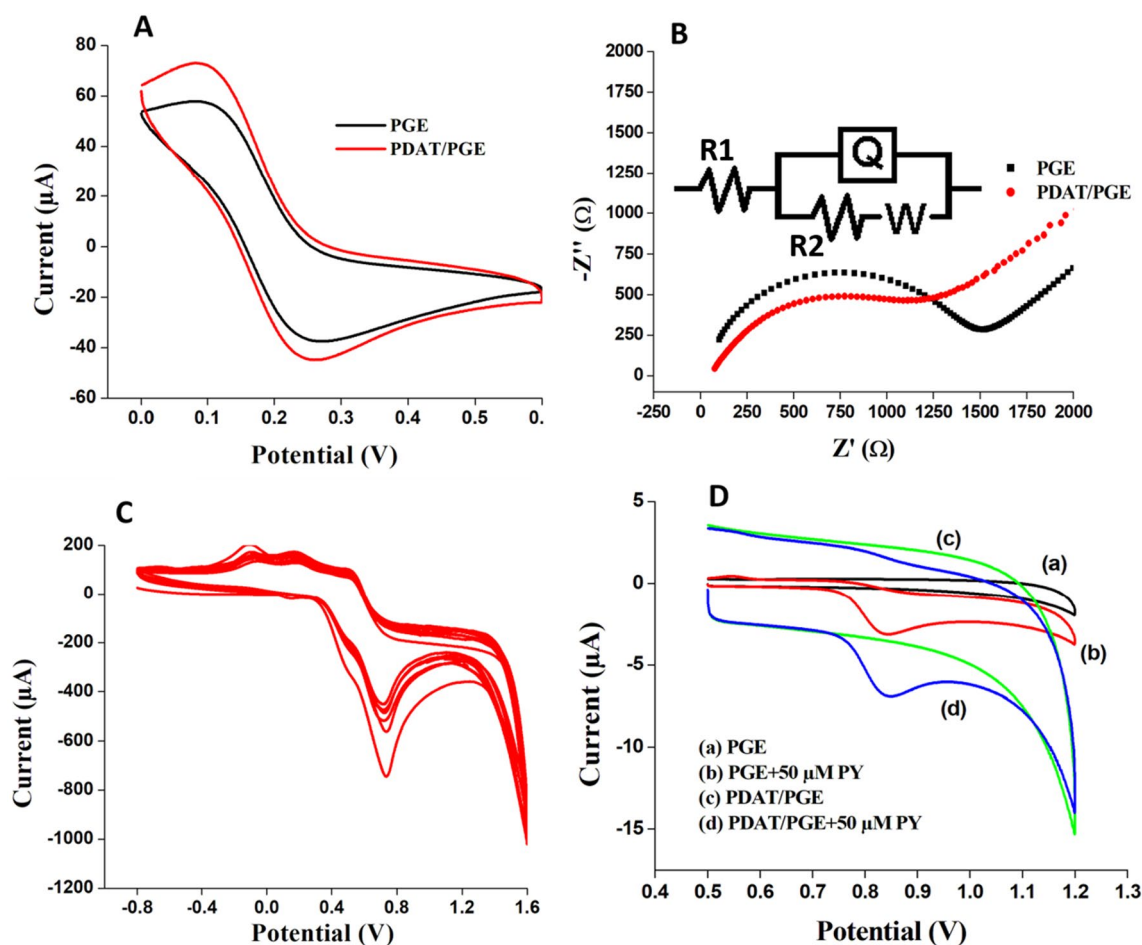 A
80
60
40
20
0
-20
-40
-60
Current (µA)
PGE
PDAT/PGE
0.0 0.1 0.2 0.3 0.4 0.5 0.
Potential (V)
B
2000
1750
1500
1250
1000
750
500
250
0
-Z'' (Ω)
R1
Q
R2
W
PGE
PDAT/PGE
-250 0 250 500 750 1000 1250 1500 1750 2000
Z' (Ω)
C
200
0
-200
-400
-600
-800
-1000
-1200
Current (µA)
-0.8 -0.4 0.0 0.4 0.8 1.2 1.6
Potential (V)
D
5
0
-5
-10
-15
Current (µA)
(c)
(a)
(b)
(d)
(a) PGE
(b) PGE+50 µM PY
(c) PDAT/PGE
(d) PDAT/PGE+50 µM PY
0.4 0.5 0.6 0.7 0.8 0.9 1.0 1.1 1.2 1.3
Potential (V)